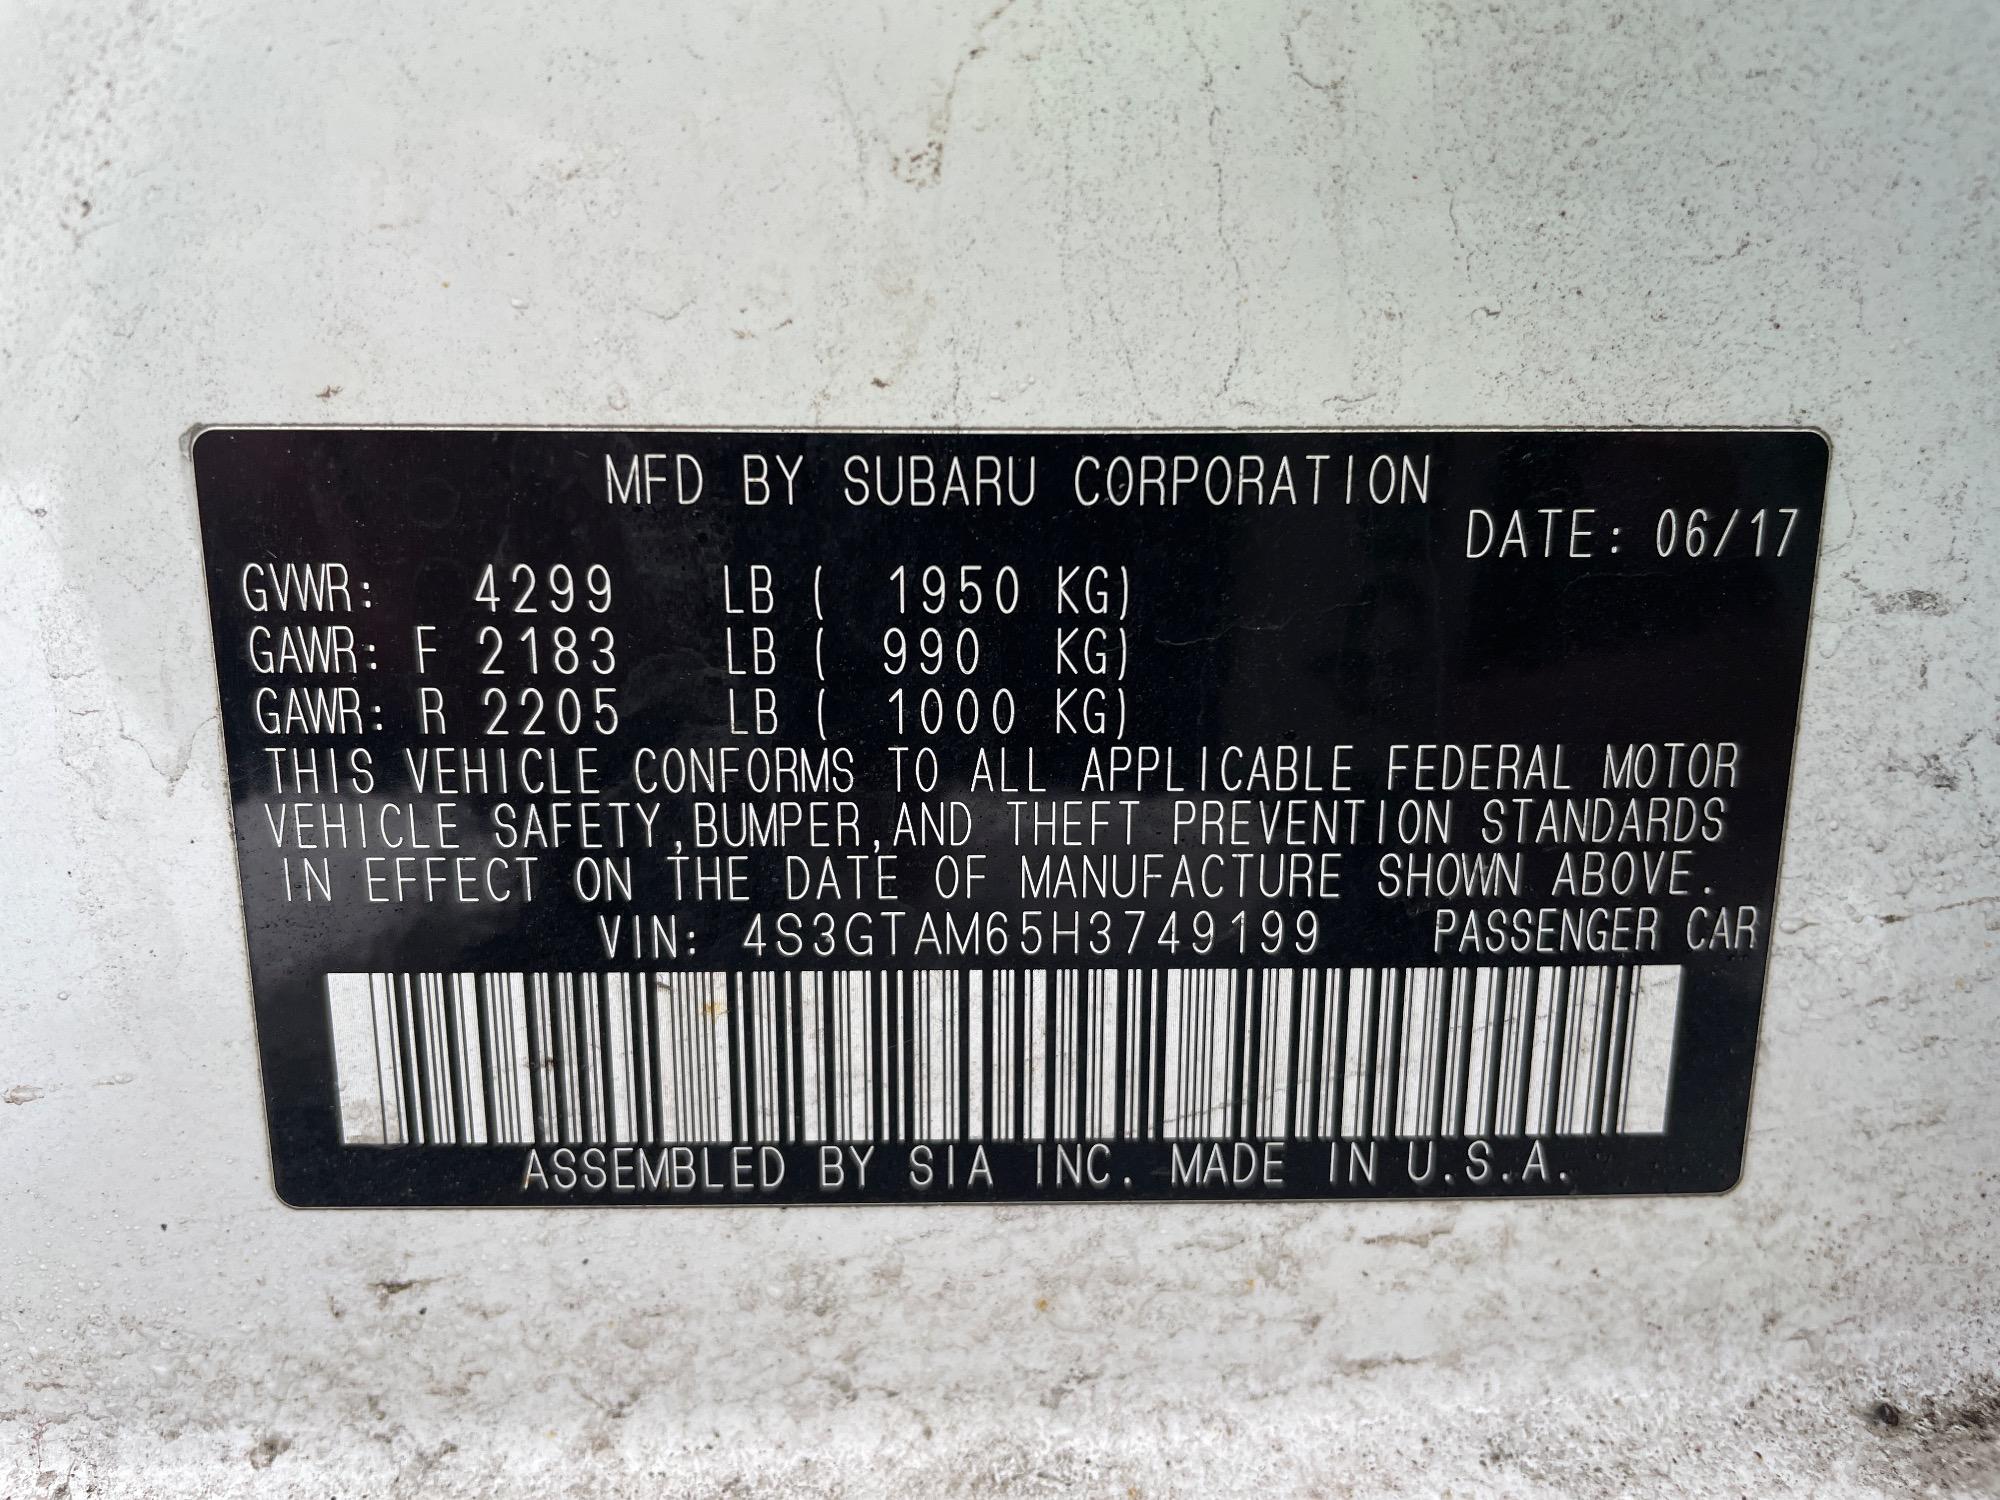 MFD BY SUBARU CORPORATION
DATE: 06/17
GVWR: 4299 LB ( 1950 KG)
GAWR: F 2183 LB ( 990 KG)
GAWR: R 2205 LB ( 1000 KG)
THIS VEHICLE CONFORMS TO ALL APPLICABLE FEDERAL MOTOR
VEHICLE SAFETY,BUMPER,AND THEFT PREVENTION STANDARDS
IN EFFECT ON THE DATE OF MANUFACTURE SHOWN ABOVE.
VIN: 4S3GTAM65H3749199 PASSENGER CAR
ASSEMBLED BY SIA INC. MADE IN U.S.A.